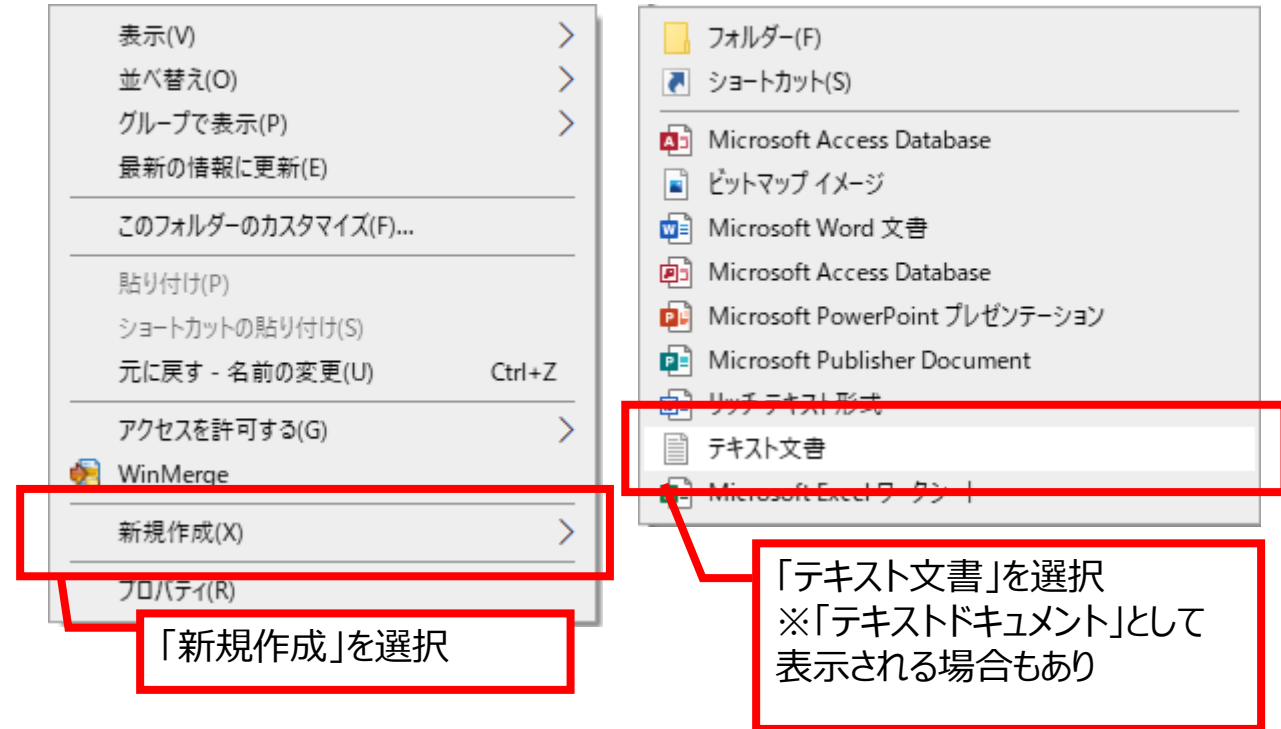 表示(V)
並べ替え(O)
グループで表示(P)
最新の情報に更新(E)
このフォルダーのカスタマイズ(F)...
貼り付け(P)
ショートカットの貼り付け(S)
元に戻す - 名前の変更(U) Ctrl+Z
アクセスを許可する(G)
WinMerge
新規作成(X)
プロパティ(R)
「新規作成」を選択
フォルダー(F)
ショートカット(S)
Microsoft Access Database
ビットマップ イメージ
Microsoft Word 文書
Microsoft Access Database
Microsoft PowerPoint プレゼンテーション
Microsoft Publisher Document
リッチ テキスト形式
テキスト文書
Microsoft Excel ワークシート
「テキスト文書」を選択
※「テキストドキュメント」として
表示される場合もあり